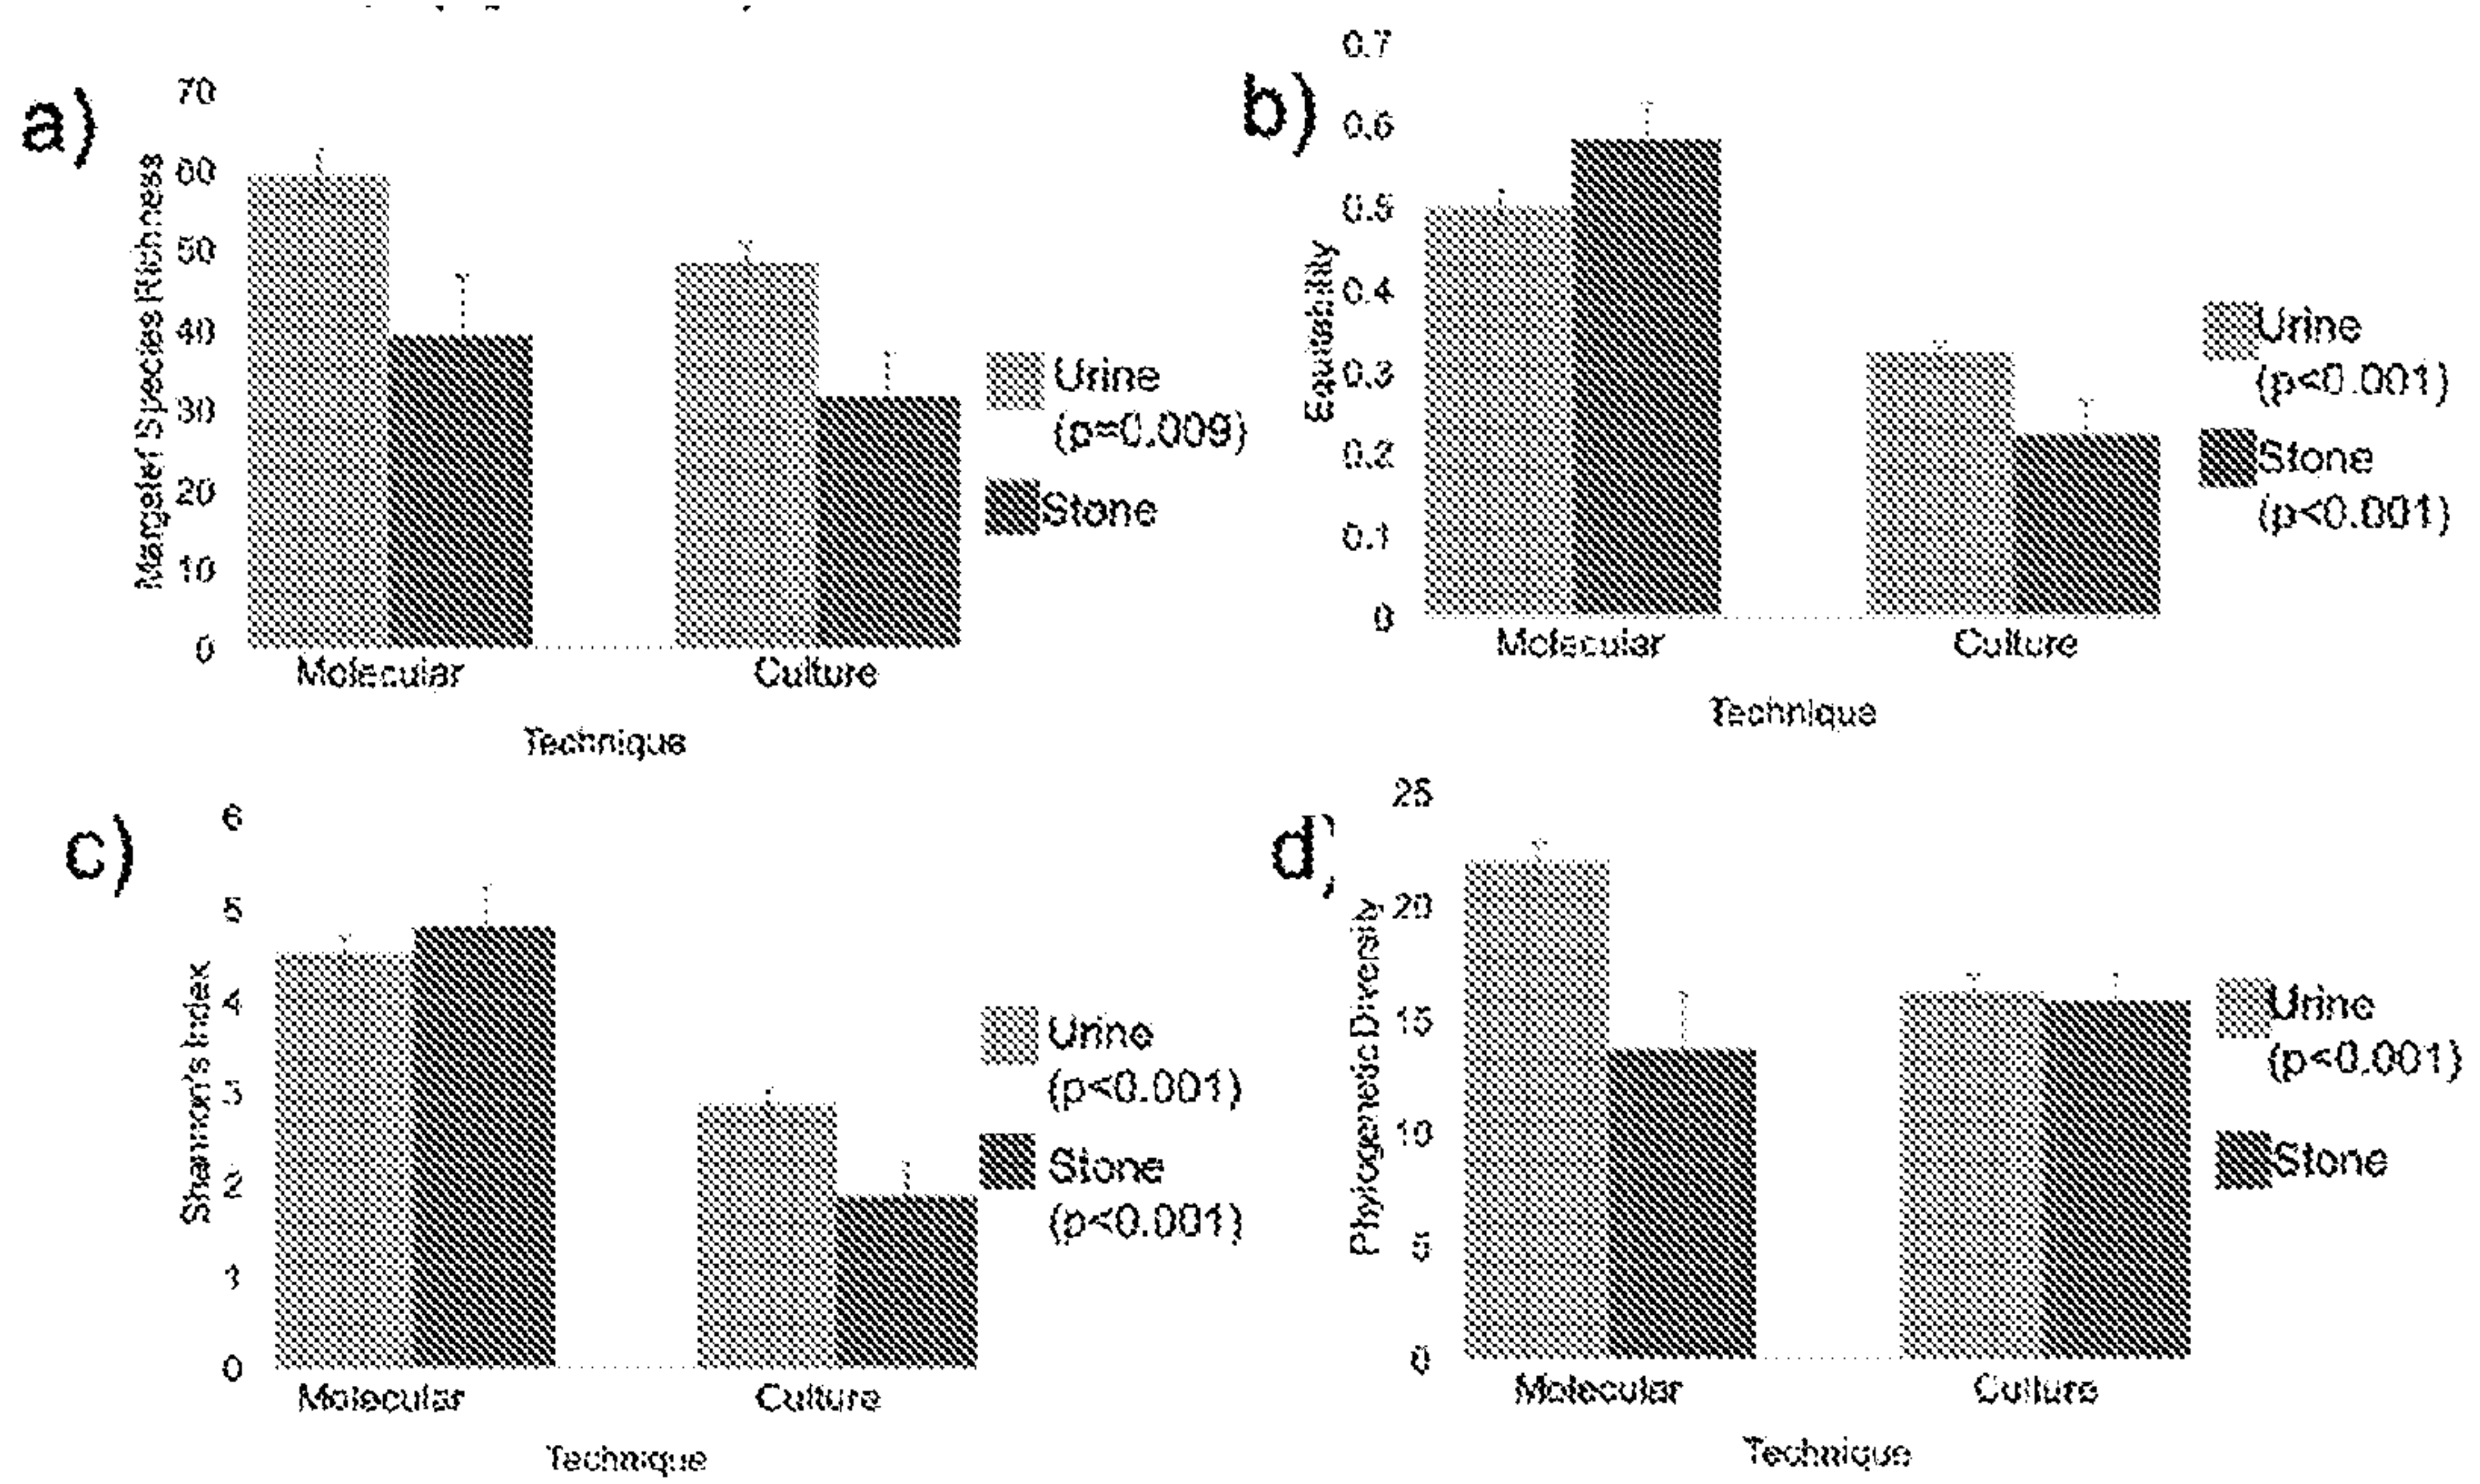 a)
Margalef Species Richness
70
60
50
40
30
20
10
0
Molecular
Culture
Technique
Urine
(p=0.009)
Stone
b)
Equitability
0.7
0.6
0.5
0.4
0.3
0.2
0.1
0
Molecular
Culture
Technique
Urine
(p<0.001)
Stone
(p<0.001)
c)
Shannon's Index
6
5
4
3
2
1
0
Molecular
Culture
Technique
Urine
(p<0.001)
Stone
(p<0.001)
d)
Phylogenetic Diversity
25
20
15
10
5
0
Molecular
Culture
Technique
Urine
(p<0.001)
Stone